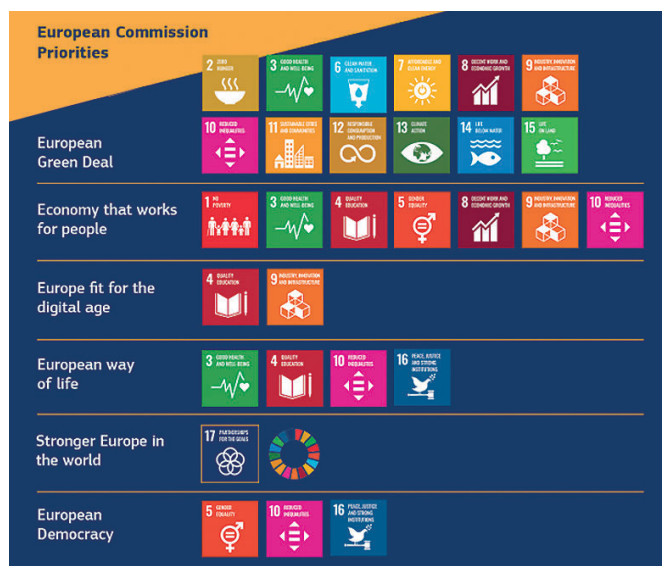 European Commission
Priorities
2 ZERO
HUNGER
3 GOOD HEALTH
AND WELL-BEING
6 CLEAN WATER
AND SANITATION
7 AFFORDABLE AND
CLEAN ENERGY
8 DECENT WORK AND
ECONOMIC GROWTH
9 INDUSTRY, INNOVATION
AND INFRASTRUCTURE
European
Green Deal
10 REDUCED
INEQUALITIES
11 SUSTAINABLE CITIES
AND COMMUNITIES
12 RESPONSIBLE
CONSUMPTION
AND PRODUCTION
13 CLIMATE
ACTION
14 LIFE
BELOW WATER
15 LIFE
ON LAND
Economy that works
for people
1 NO
POVERTY
3 GOOD HEALTH
AND WELL-BEING
4 QUALITY
EDUCATION
5 GENDER
EQUALITY
8 DECENT WORK AND
ECONOMIC GROWTH
9 INDUSTRY, INNOVATION
AND INFRASTRUCTURE
10 REDUCED
INEQUALITIES
Europe fit for the
digital age
4 QUALITY
EDUCATION
9 INDUSTRY, INNOVATION
AND INFRASTRUCTURE
European way
of life
3 GOOD HEALTH
AND WELL-BEING
4 QUALITY
EDUCATION
10 REDUCED
INEQUALITIES
16 PEACE, JUSTICE
AND STRONG
INSTITUTIONS
Stronger Europe in
the world
17 PARTNERSHIPS
FOR THE GOALS
European
Democracy
5 GENDER
EQUALITY
10 REDUCED
INEQUALITIES
16 PEACE, JUSTICE
AND STRONG
INSTITUTIONS